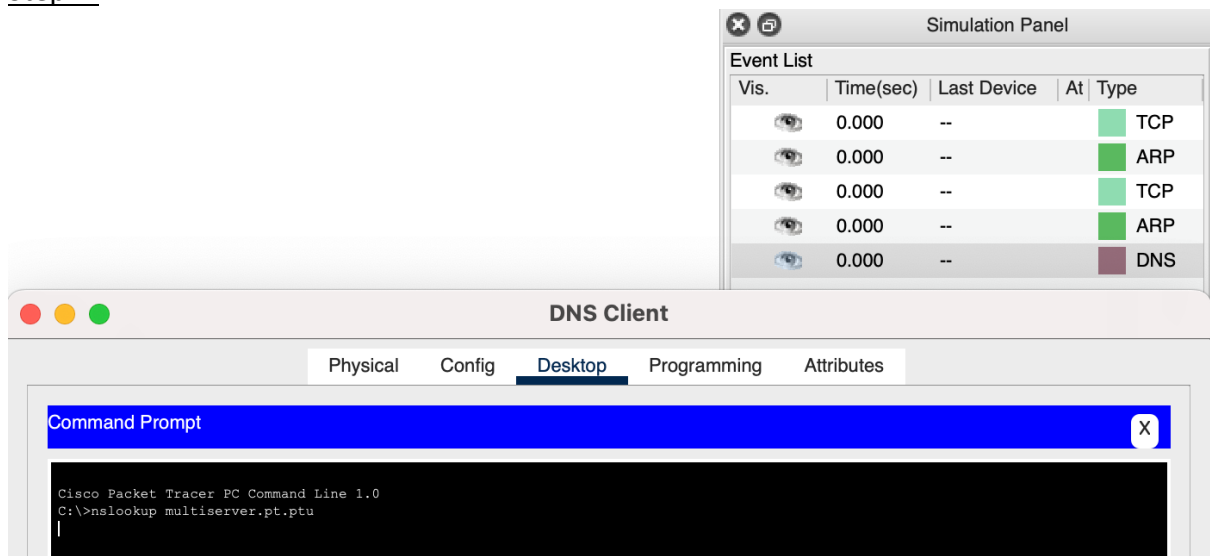 Simulation Panel
Event List
Vis. Time(sec) Last Device At Type
0.000 -- TCP
0.000 -- ARP
0.000 -- TCP
0.000 -- ARP
0.000 -- DNS
DNS Client
Physical Config Desktop Programming Attributes
Command Prompt X
Cisco Packet Tracer PC Command Line 1.0
C:\>nslookup multiserver.pt.ptu